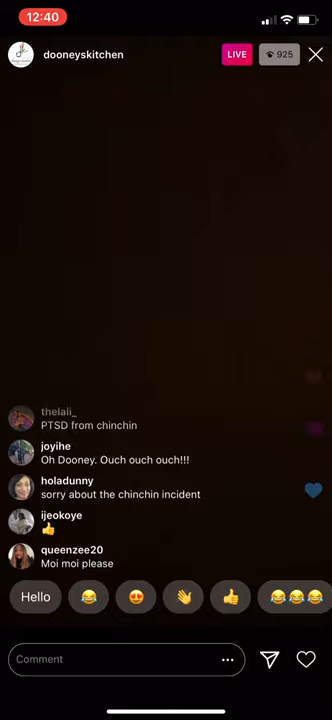 12:40
dooneyskitchen
LIVE
925
thelali_
PTSD from chinchin
joyihe
Oh Dooney. Ouch ouch ouch!!!
holadunny
sorry about the chinchin incident
ijeokoye
👍
queenzee20
Moi moi please
Hello 😂 😍 👋 👍 😂😂😂
Comment